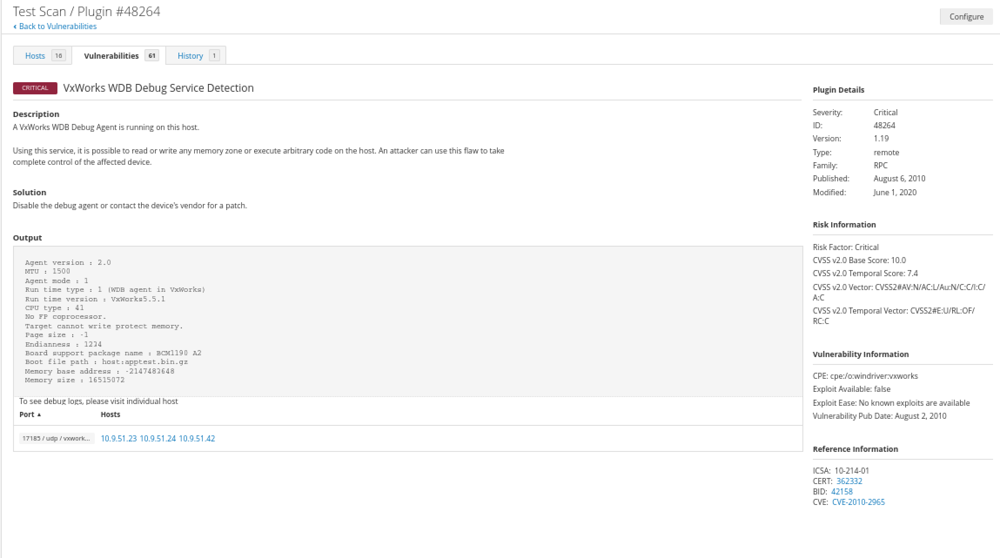 Test Scan / Plugin #48264
Configure
‹ Back to Vulnerabilities
Hosts 16 Vulnerabilities 61 History 1
CRITICAL VxWorks WDB Debug Service Detection
Description
A VxWorks WDB Debug Agent is running on this host.
Using this service, it is possible to read or write any memory zone or execute arbitrary code on the host. An attacker can use this flaw to take
complete control of the affected device.
Solution
Disable the debug agent or contact the device's vendor for a patch.
Output
Agent version : 2.0
MTU : 1500
Agent mode : 1
Run time type : 1 (WDB agent in VxWorks)
Run time version : VxWorks5.5.1
CPU type : 41
No FP coprocessor.
Target cannot write protect memory.
Page size : -1
Endianness : 1234
Board support package name : BCM1190 A2
Boot file path : host:apptest.bin.gz
Memory base address : -2147483648
Memory size : 16515072
To see debug logs, please visit individual host
Port ▲ Hosts
17185 / udp / vxwork... 10.9.51.23 10.9.51.24 10.9.51.42
Plugin Details
Severity: Critical
ID: 48264
Version: 1.19
Type: remote
Family: RPC
Published: August 6, 2010
Modified: June 1, 2020
Risk Information
Risk Factor: Critical
CVSS v2.0 Base Score: 10.0
CVSS v2.0 Temporal Score: 7.4
CVSS v2.0 Vector: CVSS2#AV:N/AC:L/Au:N/C:C/I:C/
A:C
CVSS v2.0 Temporal Vector: CVSS2#E:U/RL:OF/
RC:C
Vulnerability Information
CPE: cpe:/o:windriver:vxworks
Exploit Available: false
Exploit Ease: No known exploits are available
Vulnerability Pub Date: August 2, 2010
Reference Information
ICSA: 10-214-01
CERT: 362332
BID: 42158
CVE: CVE-2010-2965